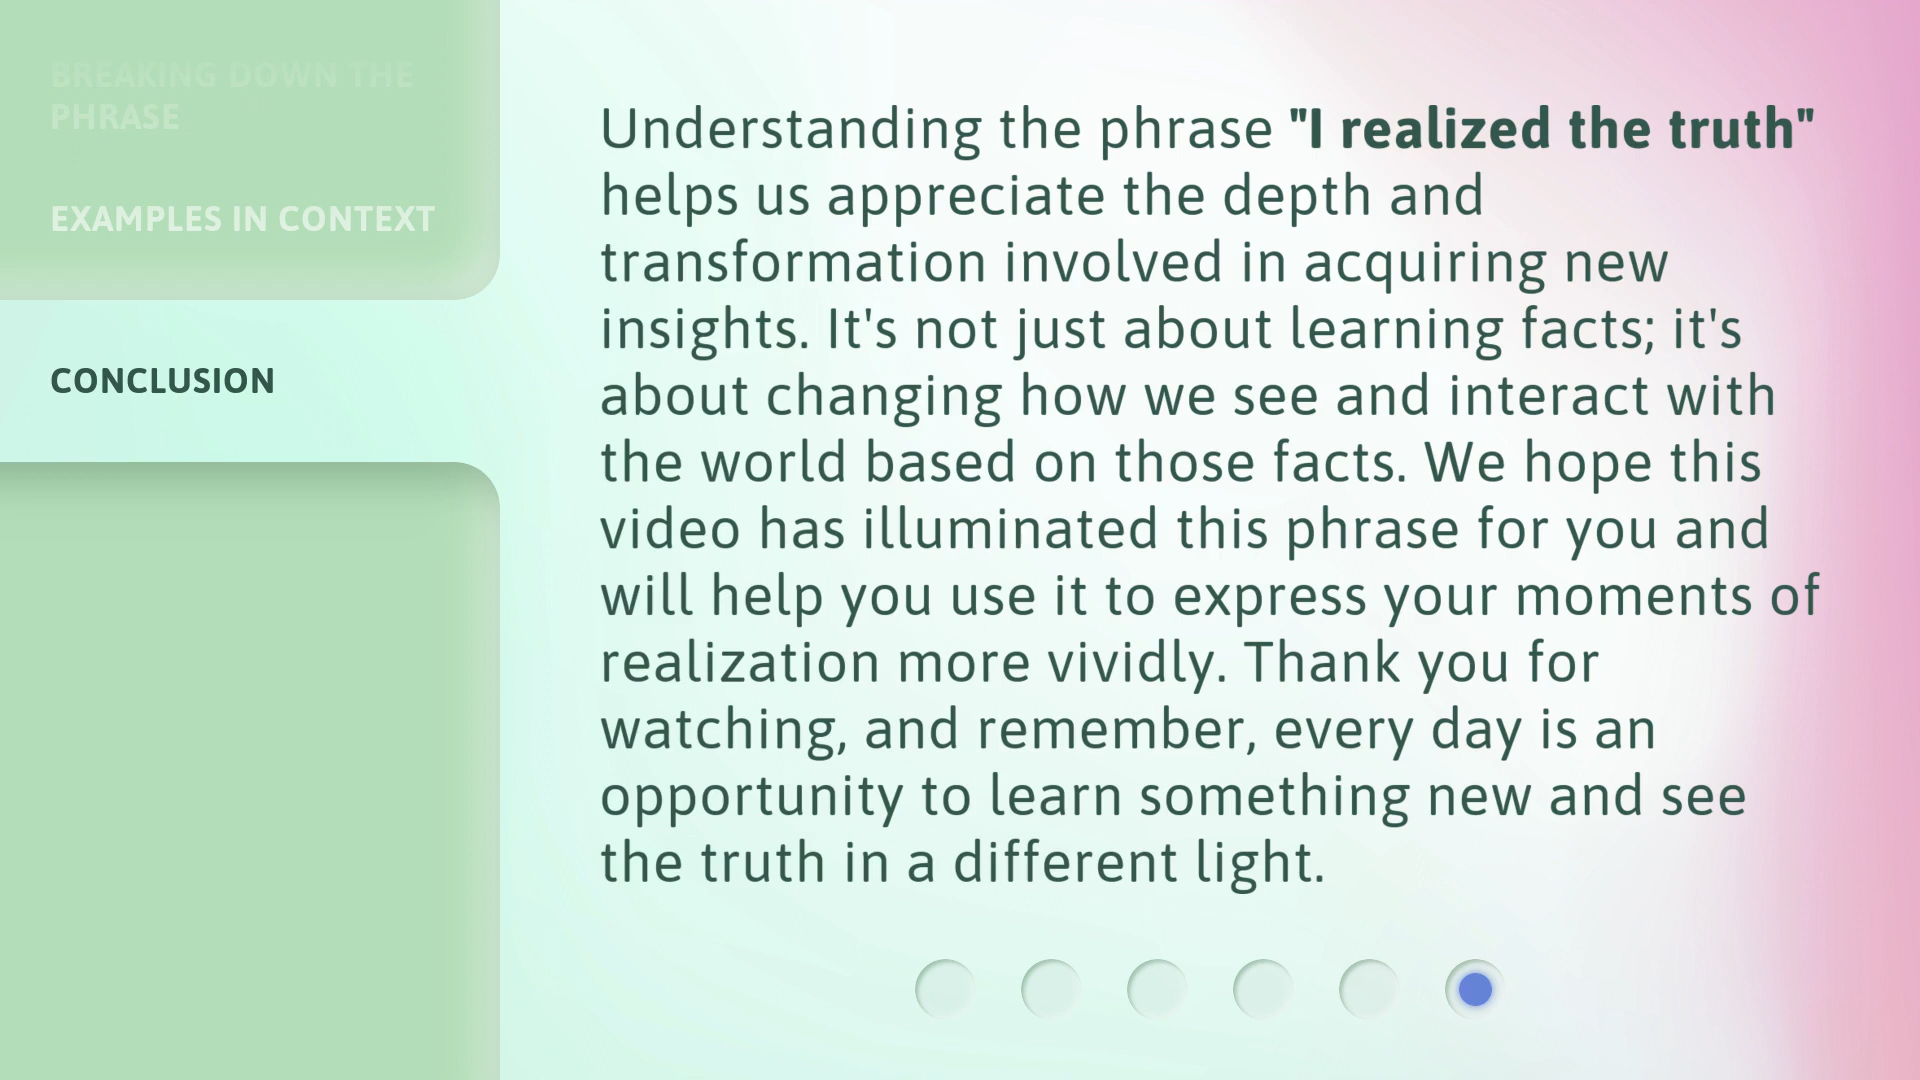 BREAKING DOWN THE
PHRASE
EXAMPLES IN CONTEXT
CONCLUSION
Understanding the phrase "I realized the truth"
helps us appreciate the depth and
transformation involved in acquiring new
insights. It's not just about learning facts; it's
about changing how we see and interact with
the world based on those facts. We hope this
video has illuminated this phrase for you and
will help you use it to express your moments of
realization more vividly. Thank you for
watching, and remember, every day is an
opportunity to learn something new and see
the truth in a different light.